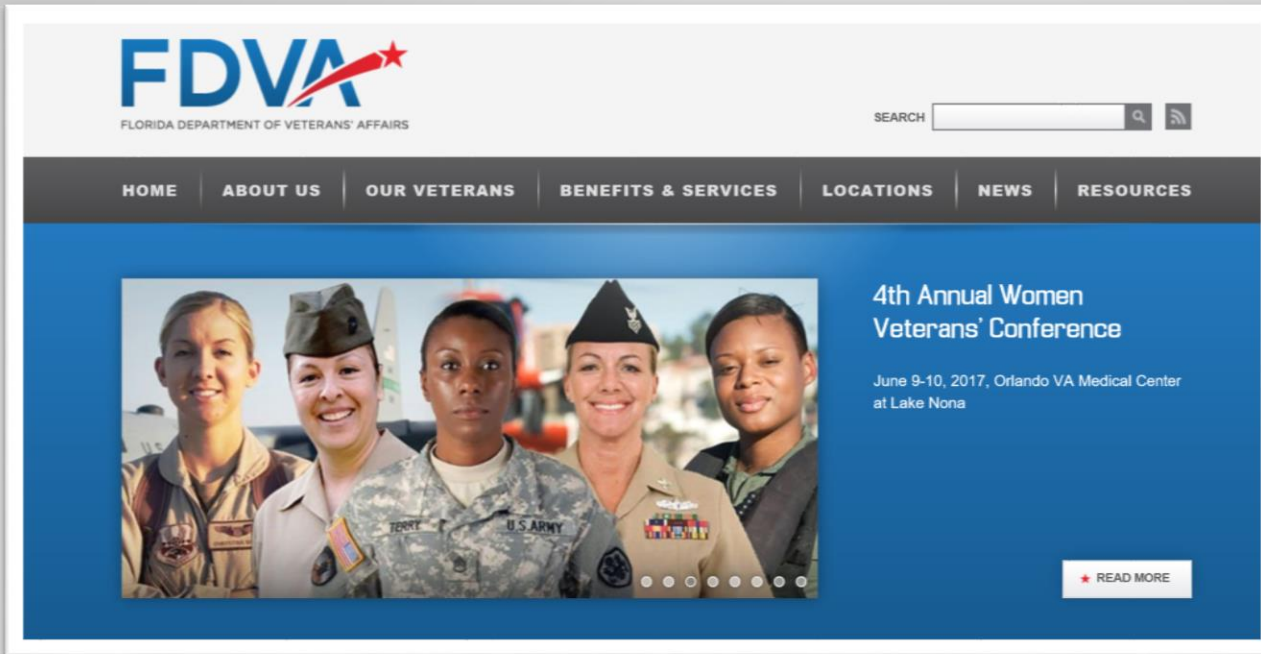 FDVA
FLORIDA DEPARTMENT OF VETERANS' AFFAIRS
SEARCH
HOME
ABOUT US
OUR VETERANS
BENEFITS & SERVICES
LOCATIONS
NEWS
RESOURCES
4th Annual Women
Veterans' Conference
June 9-10, 2017, Orlando VA Medical Center
at Lake Nona
TERRY
U.S.ARMY
READ MORE